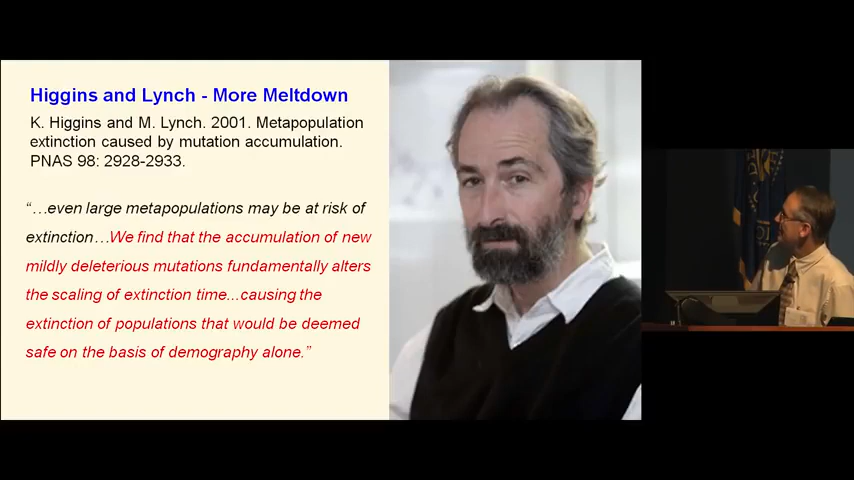 Higgins and Lynch - More Meltdown
K. Higgins and M. Lynch. 2001. Metapopulation
extinction caused by mutation accumulation.
PNAS 98: 2928-2933.
“…even large metapopulations may be at risk of
extinction…We find that the accumulation of new
mildly deleterious mutations fundamentally alters
the scaling of extinction time...causing the
extinction of populations that would be deemed
safe on the basis of demography alone.”